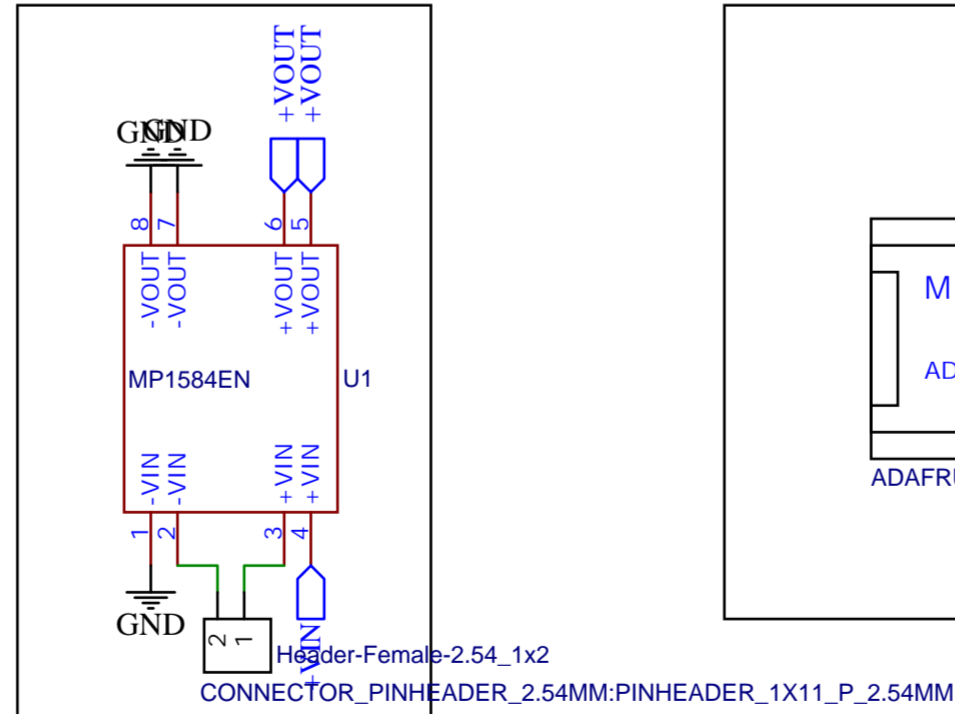 +VOUT
+VOUT
GND
GND
8
7
6
5
-VOUT
-VOUT
+VOUT
+VOUT
MP1584EN
U1
-VIN
-VIN
+VIN
+VIN
1
2
3
4
GND
2
1
+VIN
Header-Female-2.54_1x2
CONNECTOR_PINHEADER_2.54MM:PINHEADER_1X11_P_2.54MM
M
AD
ADAFRU